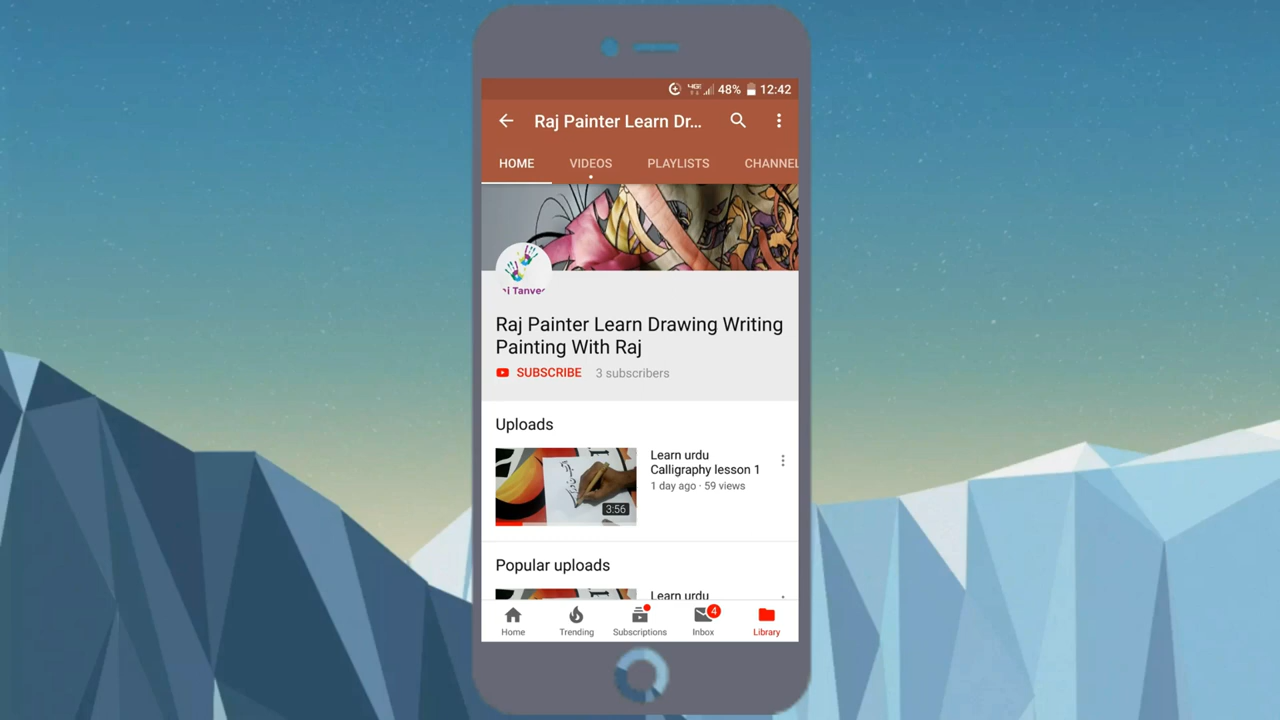 48% 12:42
Raj Painter Learn Dr...
HOME VIDEOS PLAYLISTS CHANNEL
Raj Painter Learn Drawing Writing
Painting With Raj
SUBSCRIBE 3 subscribers
Uploads
Learn urdu
Calligraphy lesson 1
1 day ago · 59 views
3:56
Popular uploads
Learn urdu
4
Home Trending Subscriptions Inbox Library